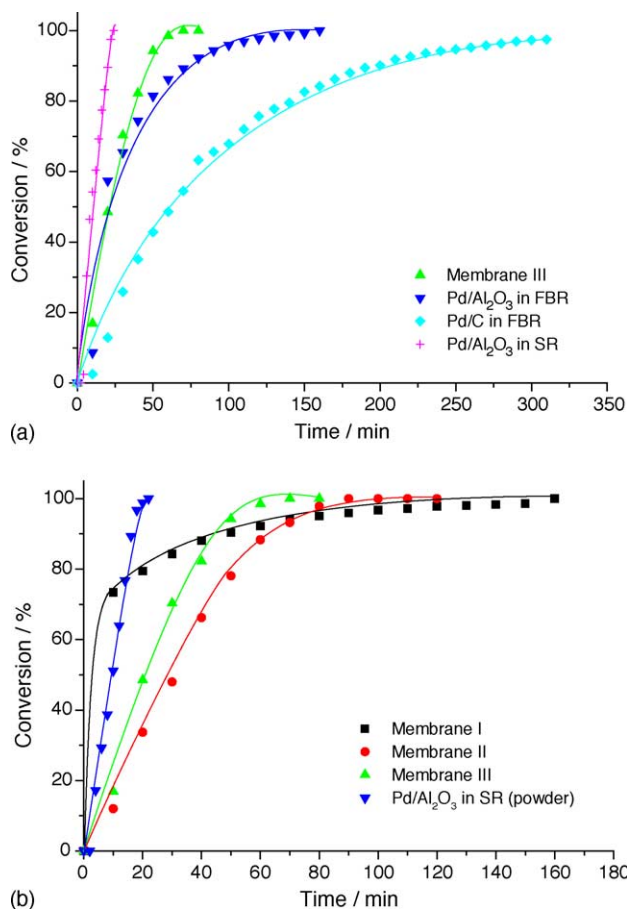 100
80
60
40
20
0
Conversion / %
Membrane III
Pd/Al₂O₃ in FBR
Pd/C in FBR
Pd/Al₂O₃ in SR
0 50 100 150 200 250 300 350
Time / min
(a)
100
80
60
40
20
0
Conversion / %
Membrane I
Membrane II
Membrane III
Pd/Al₂O₃ in SR (powder)
0 20 40 60 80 100 120 140 160 180
Time / min
(b)